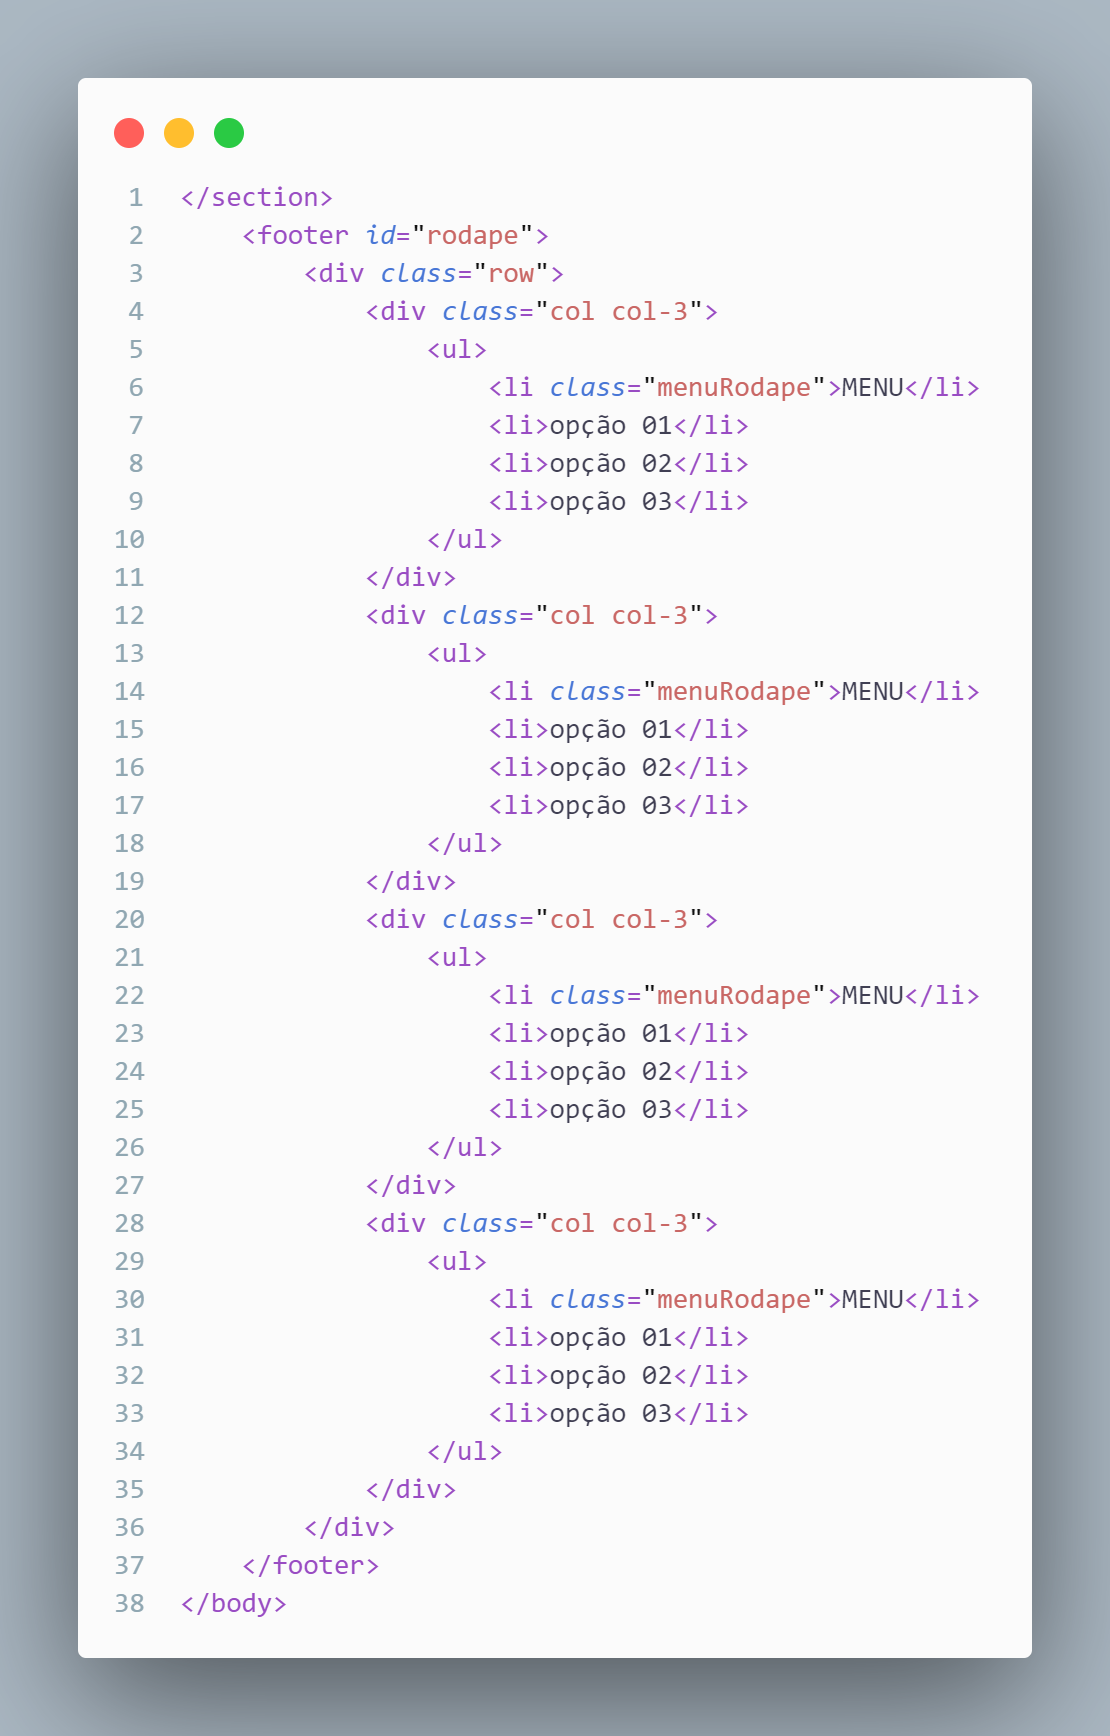 1 </section>
2     <footer id="rodape">
3         <div class="row">
4             <div class="col col-3">
5                 <ul>
6                     <li class="menuRodape">MENU</li>
7                     <li>opção 01</li>
8                     <li>opção 02</li>
9                     <li>opção 03</li>
10                 </ul>
11             </div>
12             <div class="col col-3">
13                 <ul>
14                     <li class="menuRodape">MENU</li>
15                     <li>opção 01</li>
16                     <li>opção 02</li>
17                     <li>opção 03</li>
18                 </ul>
19             </div>
20             <div class="col col-3">
21                 <ul>
22                     <li class="menuRodape">MENU</li>
23                     <li>opção 01</li>
24                     <li>opção 02</li>
25                     <li>opção 03</li>
26                 </ul>
27             </div>
28             <div class="col col-3">
29                 <ul>
30                     <li class="menuRodape">MENU</li>
31                     <li>opção 01</li>
32                     <li>opção 02</li>
33                     <li>opção 03</li>
34                 </ul>
35             </div>
36         </div>
37     </footer>
38 </body>